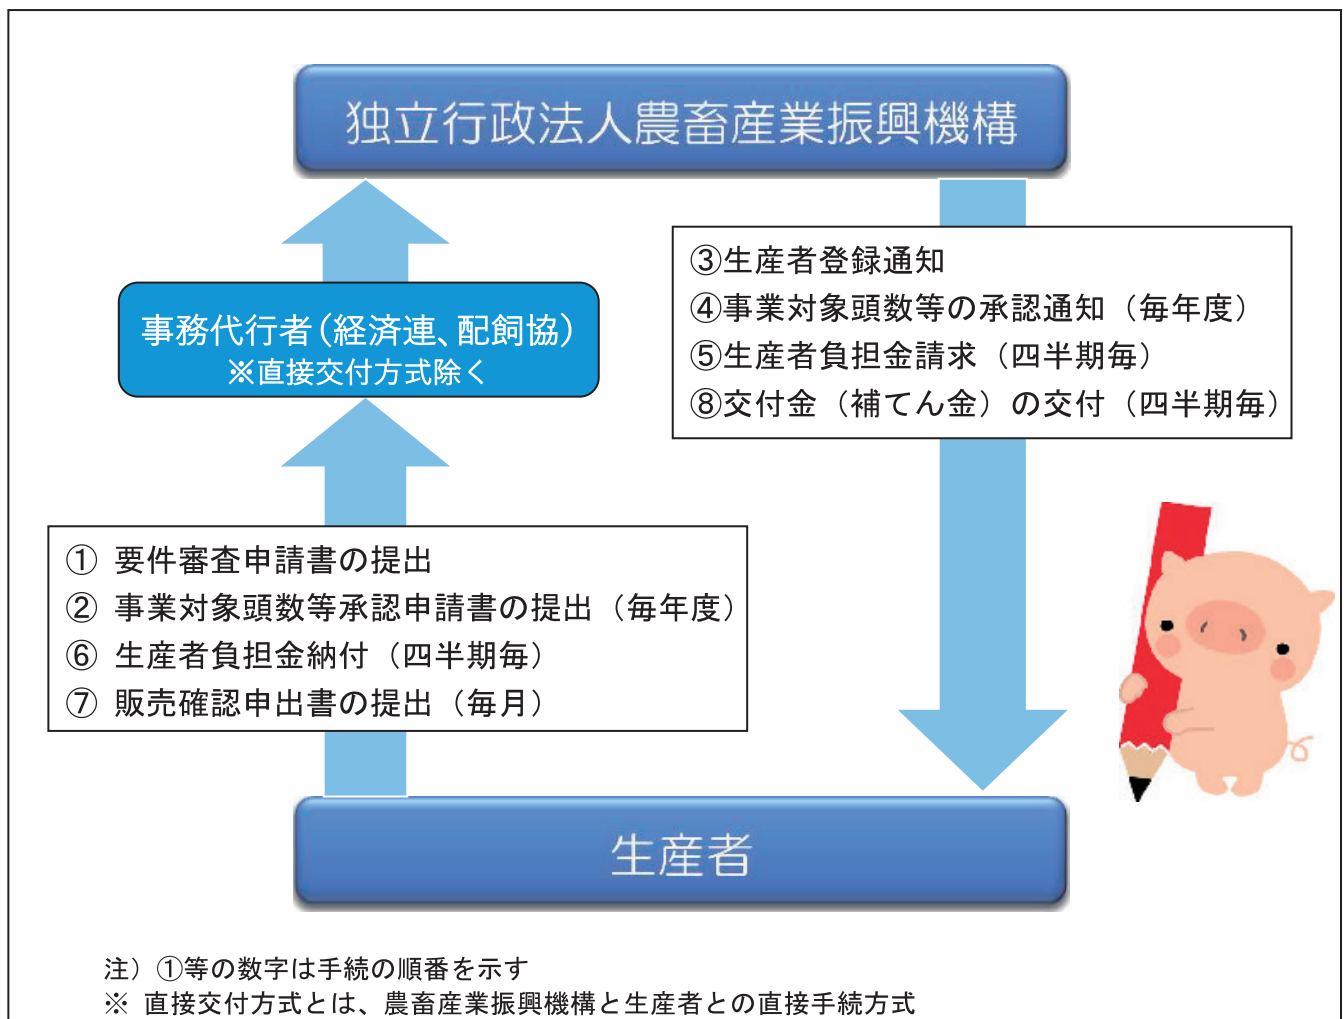 独立行政法人農畜産業振興機構
③生産者登録通知
④事業対象頭数等の承認通知（毎年度）
⑤生産者負担金請求（四半期毎）
⑧交付金（補てん金）の交付（四半期毎）
事務代行者（経済連、配飼協）
※直接交付方式除く
① 要件審査申請書の提出
② 事業対象頭数等承認申請書の提出（毎年度）
⑥ 生産者負担金納付（四半期毎）
⑦ 販売確認申出書の提出（毎月）
生産者
注）①等の数字は手続の順番を示す
※ 直接交付方式とは、農畜産業振興機構と生産者との直接手続方式